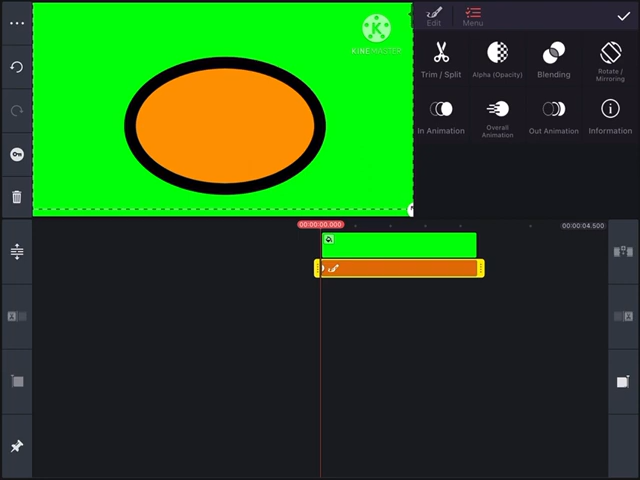 Edit
Menu
K
KINEMASTER
Trim / Split
Alpha (Opacity)
Blending
Rotate /
Mirroring
In Animation
Overall
Animation
Out Animation
Information
00:00:00.000
00:00:04.500